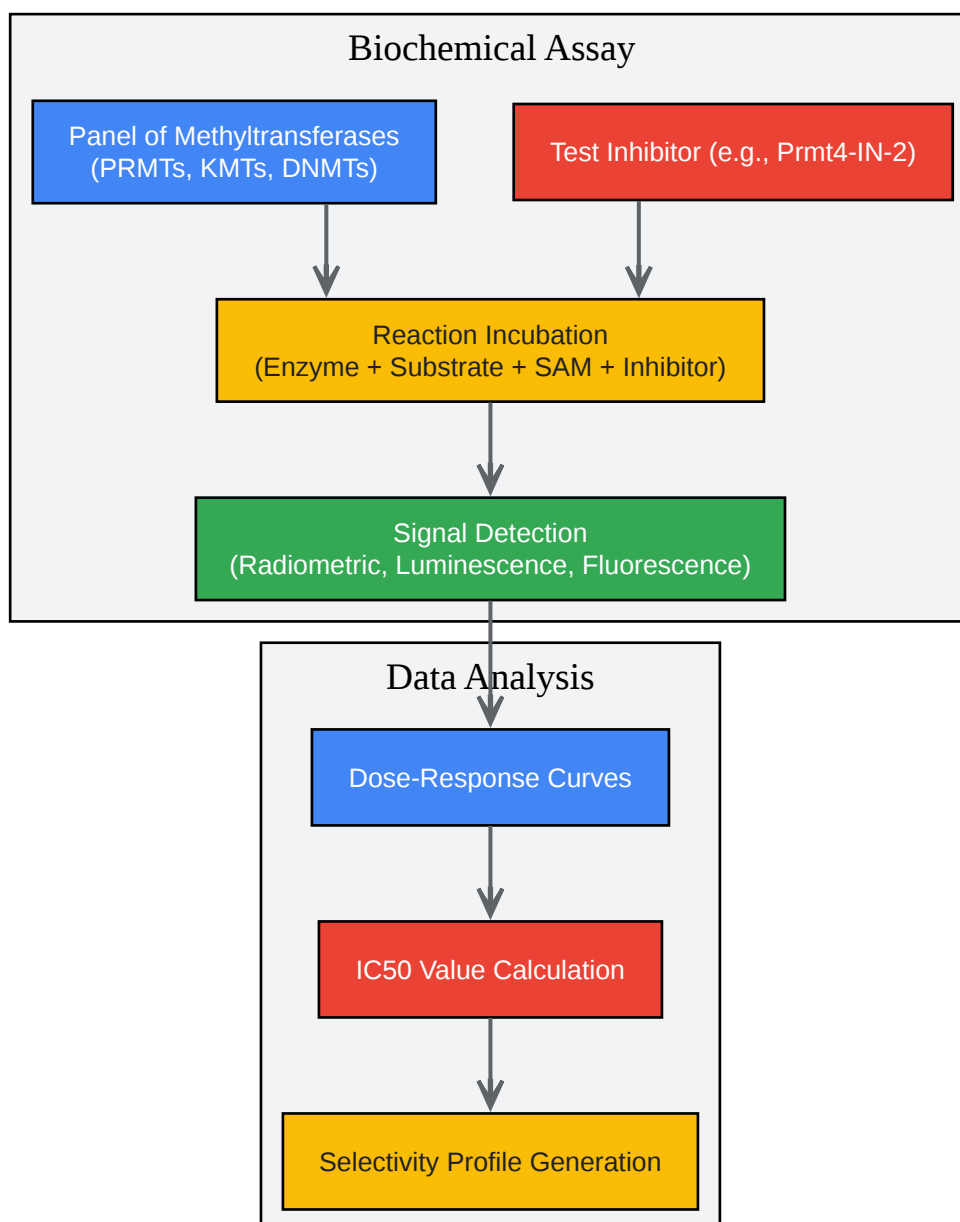 Biochemical Assay
Panel of Methyltransferases
(PRMTs, KMTs, DNMTs)
Test Inhibitor (e.g., Prmt4-IN-2)
Reaction Incubation
(Enzyme + Substrate + SAM + Inhibitor)
Signal Detection
(Radiometric, Luminescence, Fluorescence)
Data Analysis
Dose-Response Curves
IC50 Value Calculation
Selectivity Profile Generation